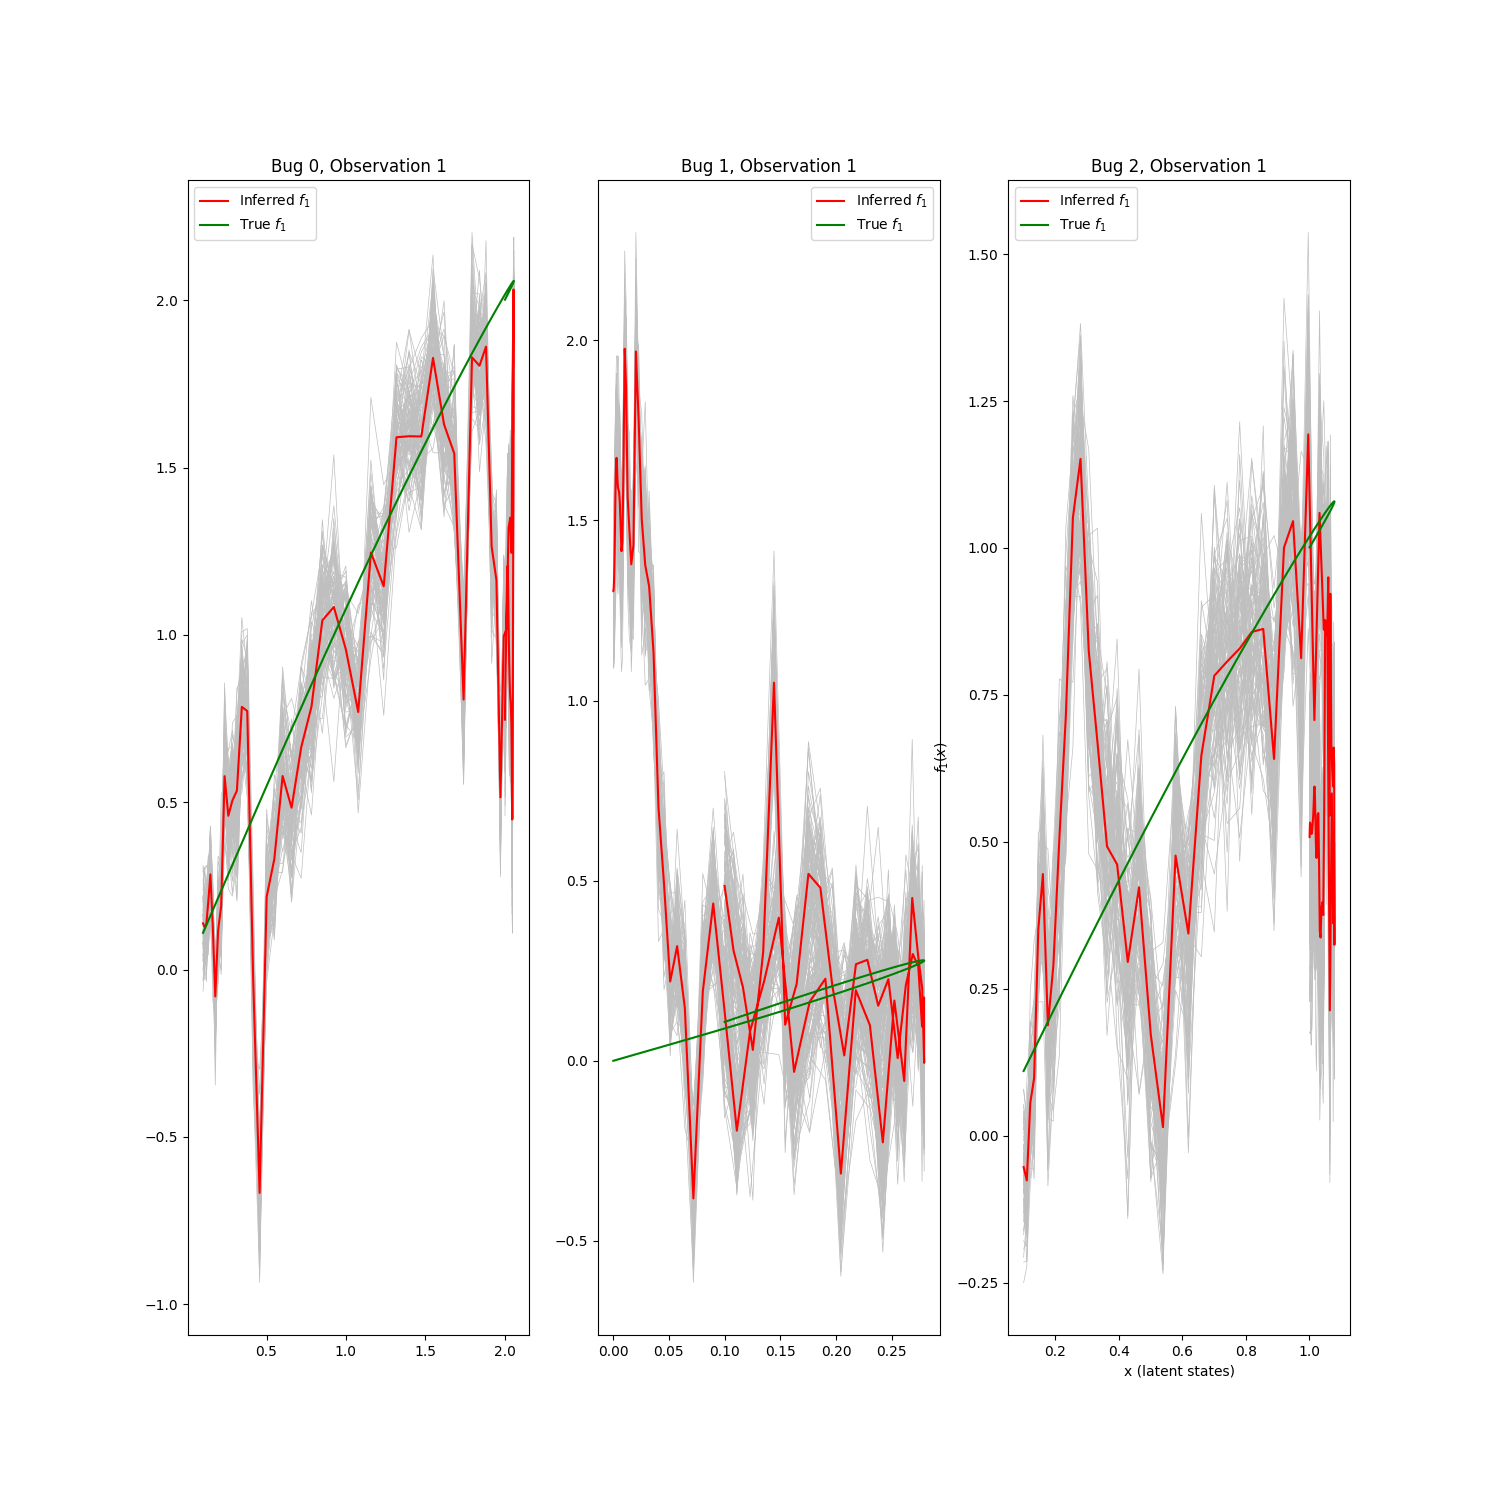 Bug 0, Observation 1
Inferred f₁
True f₁
2.0
1.5
1.0
0.5
0.0
−0.5
−1.0
0.5 1.0 1.5 2.0
Bug 1, Observation 1
Inferred f₁
True f₁
2.0
1.5
1.0
0.5
0.0
−0.5
0.00 0.05 0.10 0.15 0.20 0.25
Bug 2, Observation 1
Inferred f₁
True f₁
f₁(x)
1.50
1.25
1.00
0.75
0.50
0.25
0.00
−0.25
0.2 0.4 0.6 0.8 1.0
x (latent states)